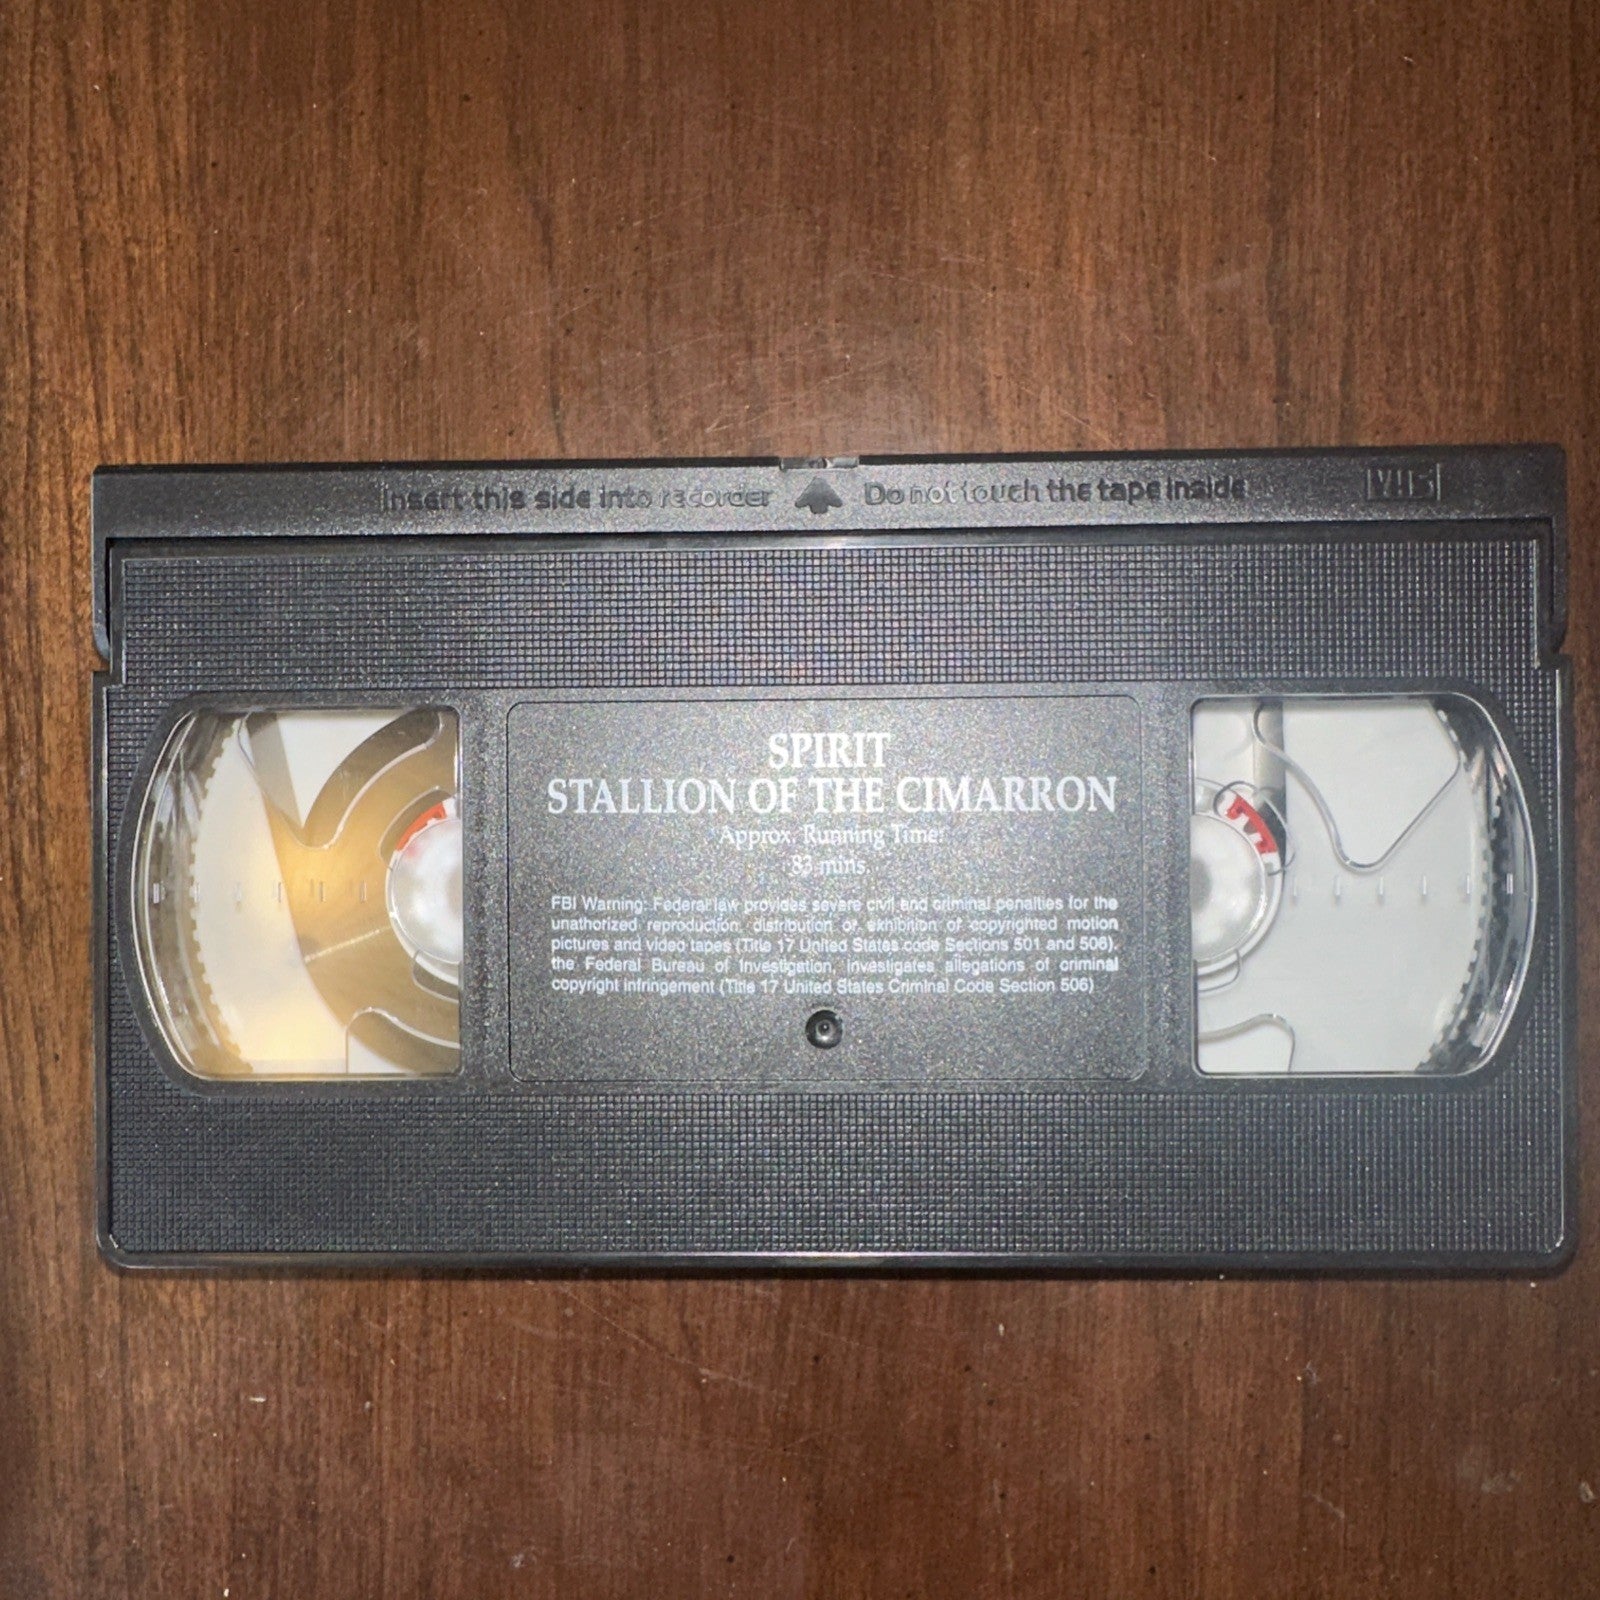 Insert this side into recorder Do not touch the tape inside VHS
SPIRIT
STALLION OF THE CIMARRON
Approx. Running Time:
83 mins.
FBI Warning: Federal law provides severe civil and criminal penalties for the
unathorized reproduction, distribution or exhibition of copyrighted motion
pictures and video tapes (Title 17 United States code Sections 501 and 506).
the Federal Bureau of Investigation, investigates allegations of criminal
copyright infringement (Title 17 United States Criminal Code Section 506)